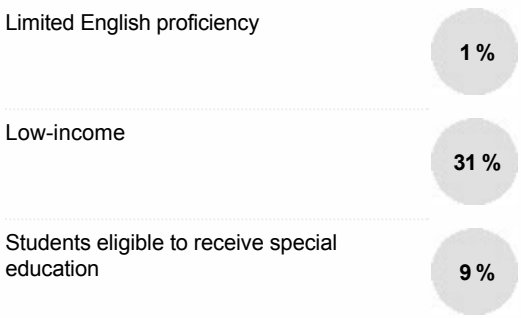 Limited English proficiency
1 %
Low-income
31 %
Students eligible to receive special
education
9 %